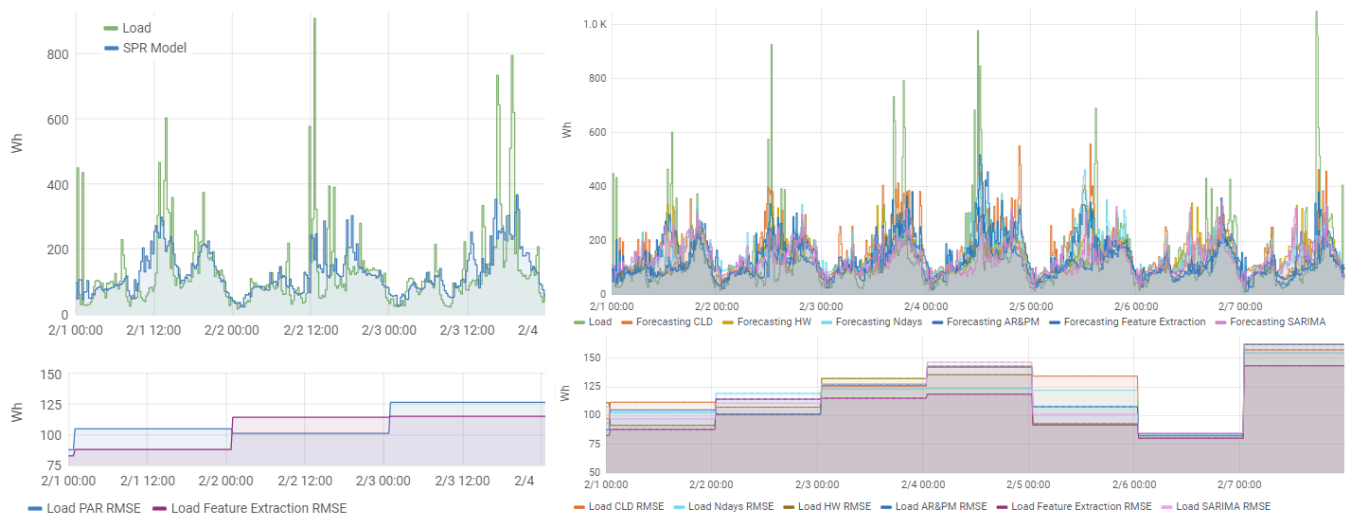 Load
SPR Model
800
600
400
200
0
Wh
2/1 00:00 2/1 12:00 2/2 00:00 2/2 12:00 2/3 00:00 2/3 12:00 2/4
1.0 K
800
600
400
200
0
Wh
2/1 00:00 2/2 00:00 2/3 00:00 2/4 00:00 2/5 00:00 2/6 00:00 2/7 00:00
Load Forecasting CLD Forecasting HW Forecasting Ndays Forecasting AR&PM Forecasting Feature Extraction Forecasting SARIMA
150
125
100
75
Wh
2/1 00:00 2/1 12:00 2/2 00:00 2/2 12:00 2/3 00:00 2/3 12:00 2/4
Load PAR RMSE Load Feature Extraction RMSE
150
125
100
75
50
Wh
2/1 00:00 2/2 00:00 2/3 00:00 2/4 00:00 2/5 00:00 2/6 00:00 2/7 00:00
Load CLD RMSE Load Ndays RMSE Load HW RMSE Load AR&PM RMSE Load Feature Extraction RMSE Load SARIMA RMSE